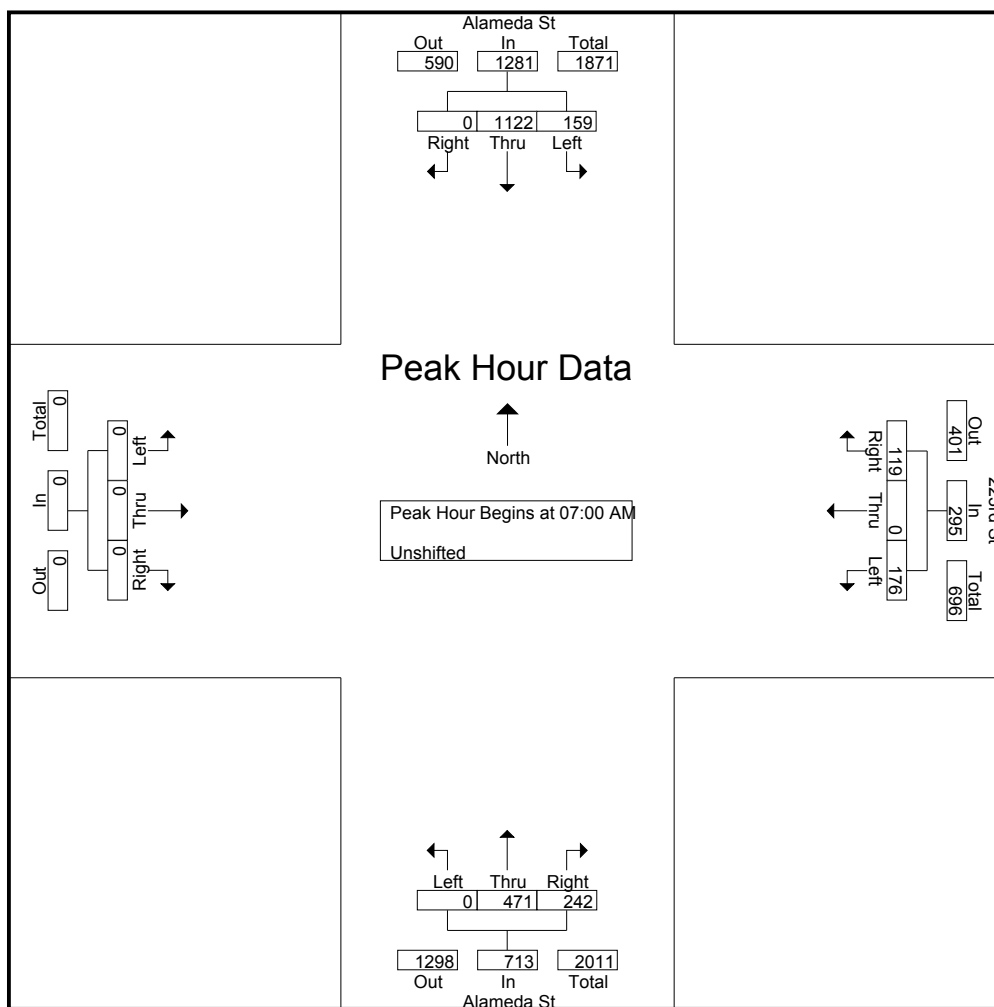 Alameda St
Out In Total
590 1281 1871
0 1122 159
Right Thru Left
Peak Hour Data
North
Peak Hour Begins at 07:00 AM
Unshifted
Total In Out
0 0 0
0 0 0
Left Thru Right
Out In Total
401 295 696
119 0 176
Right Thru Left
St
Left Thru Right
0 471 242
1298 713 2011
Out In Total
Alameda St